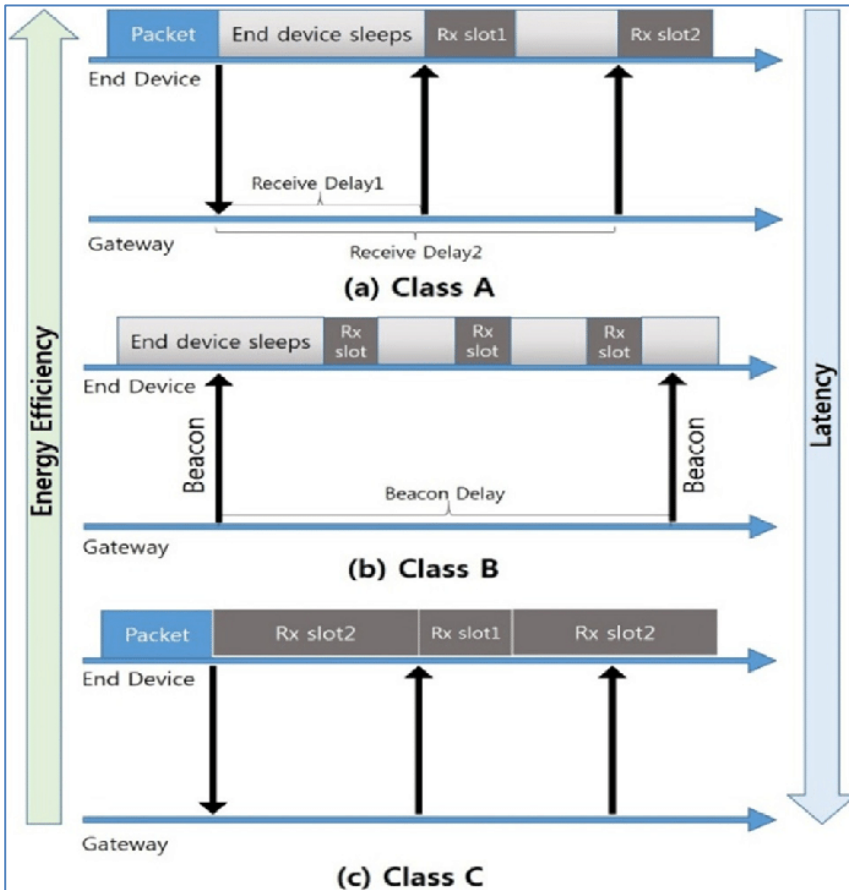 Packet
End device sleeps
Rx slot1
Rx slot2
End Device
Receive Delay1
Gateway
Receive Delay2
(a) Class A
End device sleeps
Rx
slot
Rx
slot
Rx
slot
End Device
Beacon
Beacon
Beacon Delay
Gateway
(b) Class B
Packet
Rx slot2
Rx slot1
Rx slot2
End Device
Gateway
(c) Class C
Energy Efficiency
Latency